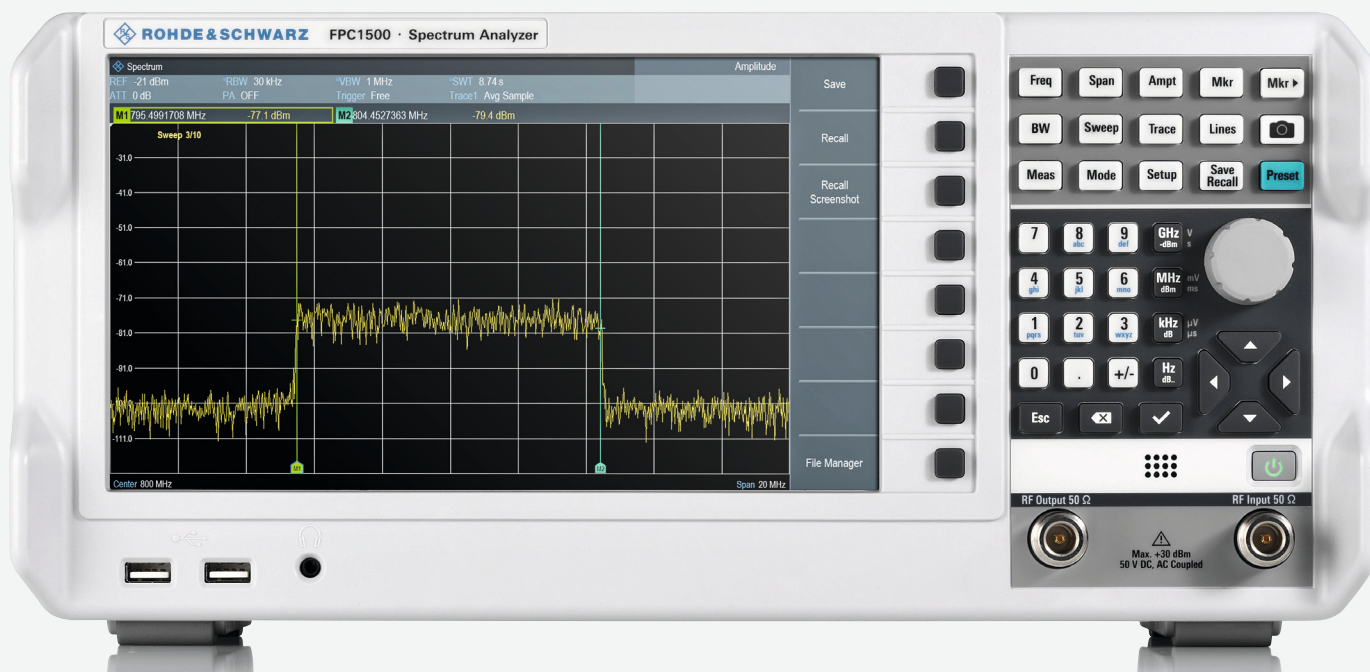 ROHDE & SCHWARZ FPC1500 · Spectrum Analyzer
Spectrum Amplitude
REF -21 dBm °RBW 30 kHz °VBW 1 MHz °SWT 8.74 s
ATT 0 dB PA OFF Trigger Free Trace1 Avg Sample
M1 795.4991708 MHz -77.1 dBm M2 804.4527363 MHz -79.4 dBm
Sweep 3/10
-31.0
-41.0
-51.0
-61.0
-71.0
-81.0
-91.0
-111.0
M1 M2
Center 800 MHz Span 20 MHz
Save
Recall
Recall
Screenshot
File Manager
Freq Span Ampt Mkr Mkr
BW Sweep Trace Lines
Meas Mode Setup Save Recall Preset
7 8 abc 9 def GHz -dBm V s
4 ghi 5 jkl 6 mno MHz dBm mV ms
1 pqrs 2 tuv 3 wxyz kHz dB µV µs
0 . +/- Hz dB..
Esc
RF Output 50 Ω RF Input 50 Ω
Max. +30 dBm
50 V DC, AC Coupled